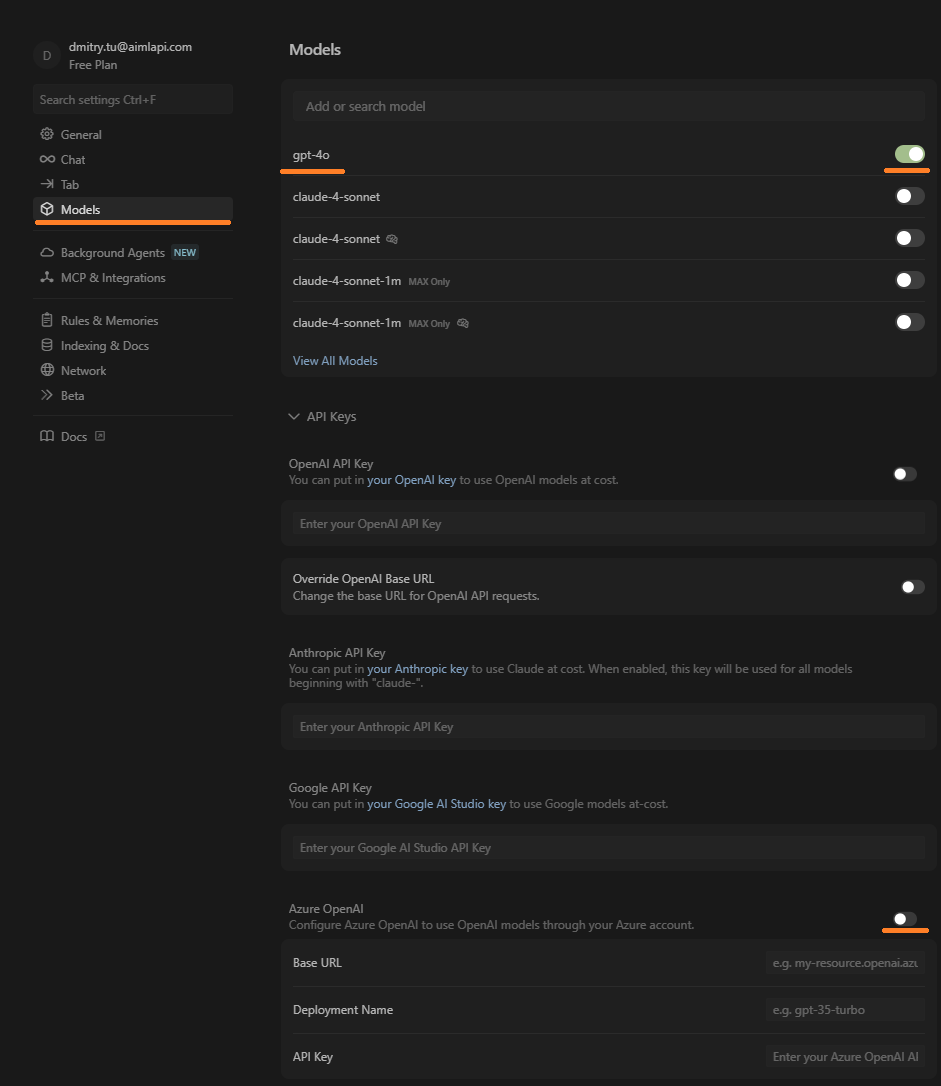 D
dmitry.tu@aimlapi.com
Free Plan
Search settings Ctrl+F
General
Chat
Tab
Models
Background Agents NEW
MCP & Integrations
Rules & Memories
Indexing & Docs
Network
Beta
Docs
Models
Add or search model
gpt-4o
claude-4-sonnet
claude-4-sonnet
claude-4-sonnet-1m MAX Only
claude-4-sonnet-1m MAX Only
View All Models
API Keys
OpenAI API Key
You can put in your OpenAI key to use OpenAI models at cost.
Enter your OpenAI API Key
Override OpenAI Base URL
Change the base URL for OpenAI API requests.
Anthropic API Key
You can put in your Anthropic key to use Claude at cost. When enabled, this key will be used for all models
beginning with "claude-".
Enter your Anthropic API Key
Google API Key
You can put in your Google AI Studio key to use Google models at-cost.
Enter your Google AI Studio API Key
Azure OpenAI
Configure Azure OpenAI to use OpenAI models through your Azure account.
Base URL e.g. my-resource.openai.azu
Deployment Name e.g. gpt-35-turbo
API Key Enter your Azure OpenAI AI